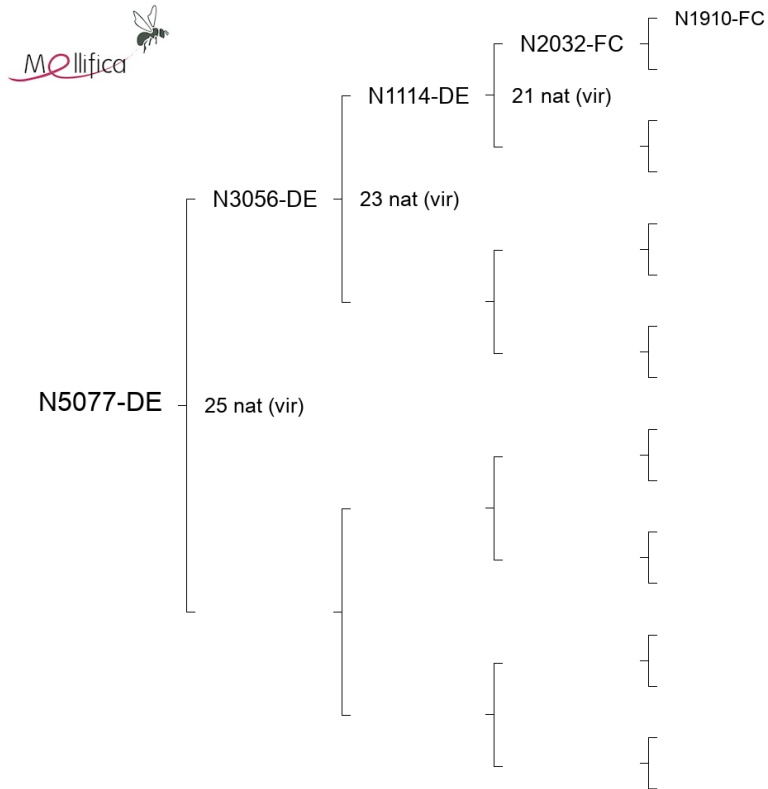 Mellifica
N1910-FC
N2032-FC
N1114-DE
21 nat (vir)
N3056-DE
23 nat (vir)
N5077-DE
25 nat (vir)